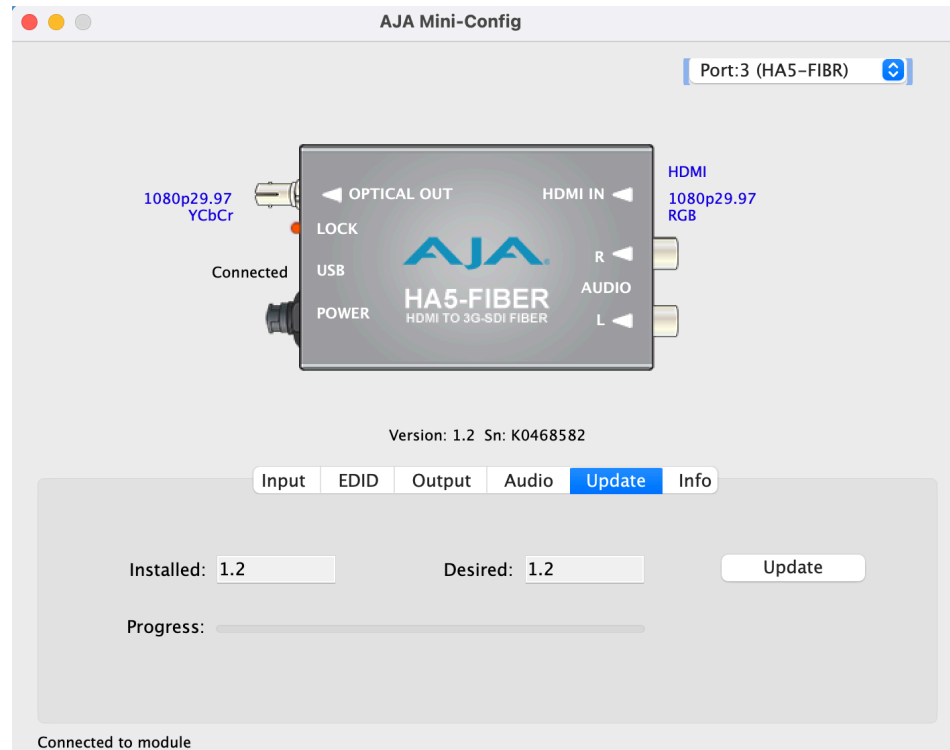 AJA Mini-Config
Port:3 (HA5-FIBR)
HDMI
1080p29.97
RGB
1080p29.97
YCbCr
OPTICAL OUT
HDMI IN
LOCK
Connected
USB
POWER
AJA
HA5-FIBER
HDMI TO 3G-SDI FIBER
R
AUDIO
L
Version: 1.2 Sn: K0468582
Input EDID Output Audio Update Info
Installed: 1.2 Desired: 1.2 Update
Progress:
Connected to module